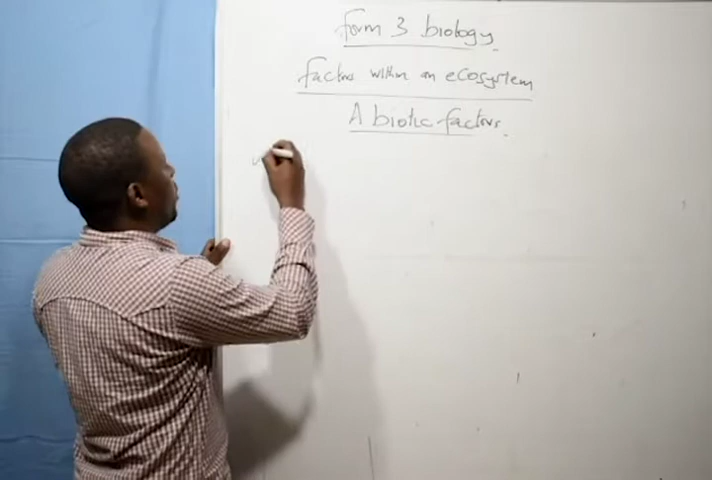 form 3 biology
factors within an ecosystem
A biotic factors.